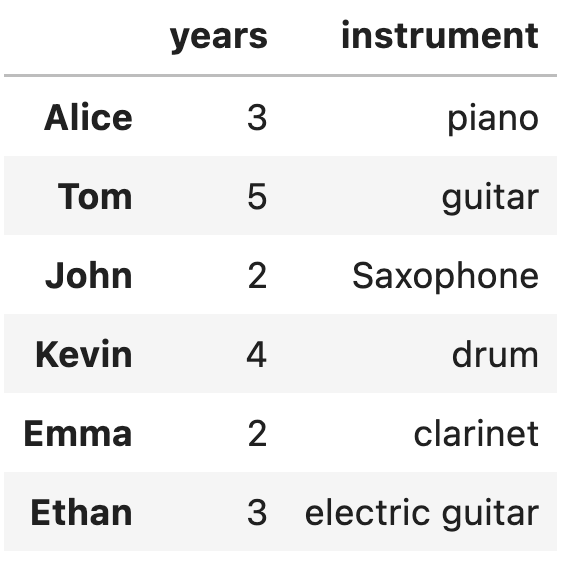 years instrument
Alice 3 piano
Tom 5 guitar
John 2 Saxophone
Kevin 4 drum
Emma 2 clarinet
Ethan 3 electric guitar